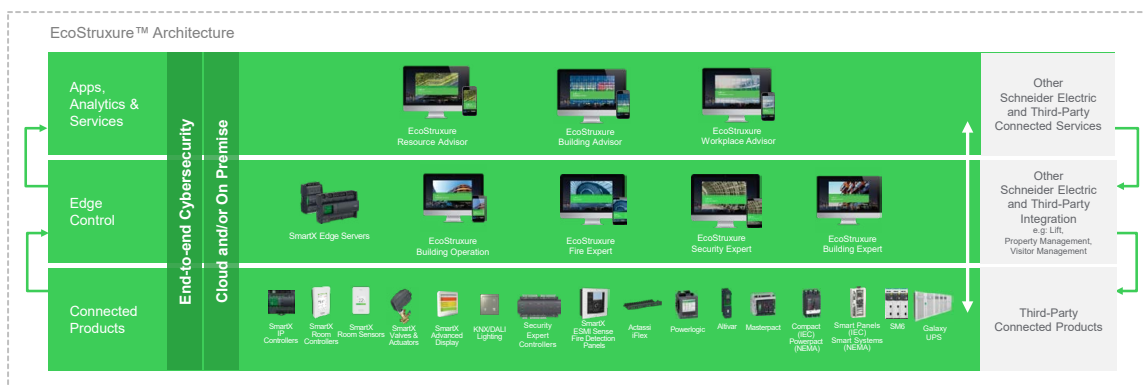 EcoStruxure™ Architecture
Apps,
Analytics &
Services
End-to-end Cybersecurity
Cloud and/or On Premise
EcoStruxure
Resource Advisor
EcoStruxure
Building Advisor
EcoStruxure
Workplace Advisor
Other
Schneider Electric
and Third-Party
Connected Services
Edge
Control
SmartX Edge Servers
EcoStruxure
Building Operation
EcoStruxure
Fire Expert
EcoStruxure
Security Expert
EcoStruxure
Building Expert
Other
Schneider Electric
and Third-Party
Integration
e.g: Lift,
Property Management,
Visitor Management
Connected
Products
SmartX
IP
Controllers
SmartX
Room
Controllers
SmartX
Room Sensors
SmartX
Valves &
Actuators
SmartX
Advanced
Display
KNX/DALI
Lighting
Security
Expert
Controllers
SmartX
ESMI Sense
Fire Detection
Panels
Actassi
iFlex
Powerlogic
Altivar
Masterpact
Compact
(IEC)
Powerpact
(NEMA)
Smart Panels
(IEC)
Smart Systems
(NEMA)
SM6
Galaxy
UPS
Third-Party
Connected Products